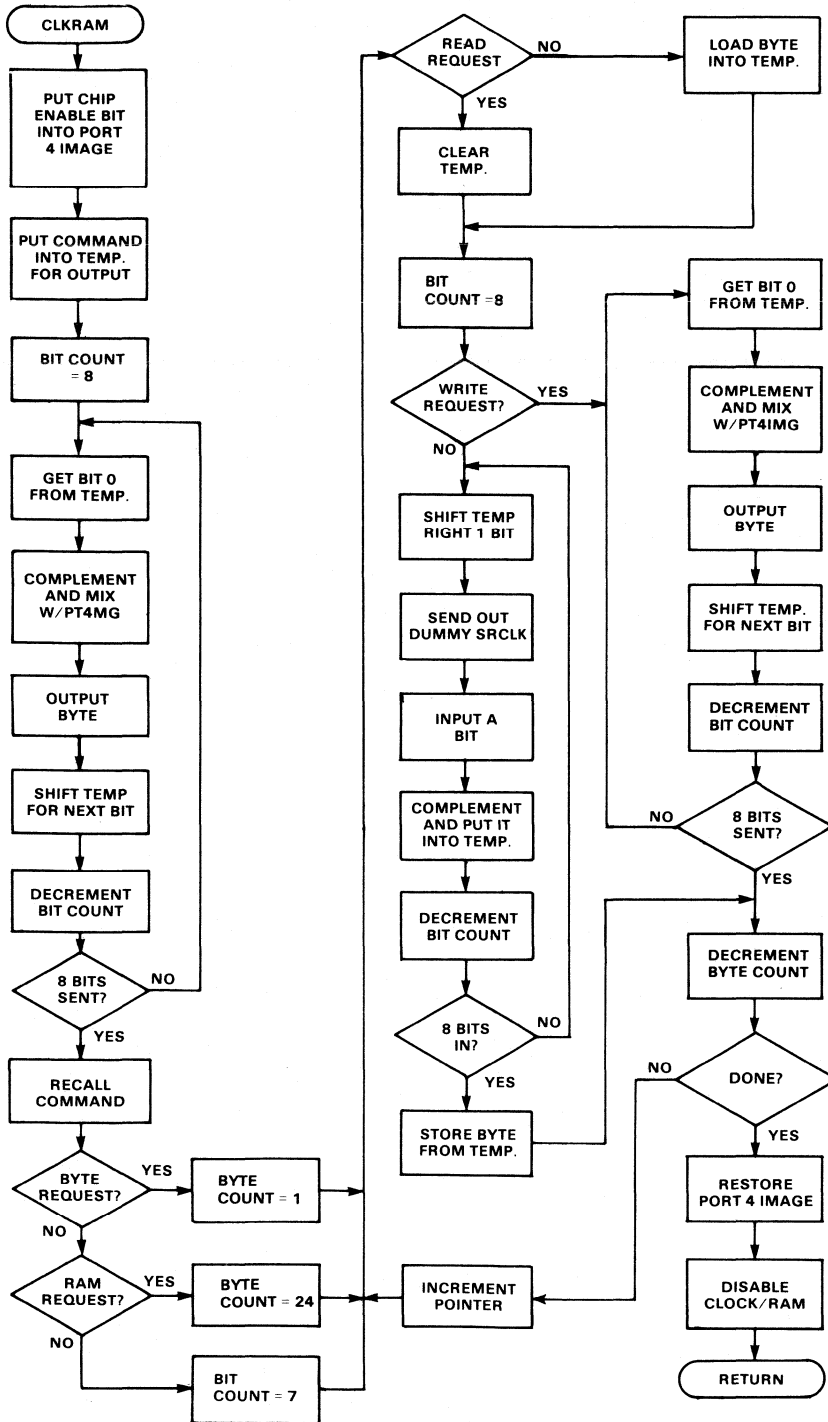 CLKRAM
PUT CHIP
ENABLE BIT
INTO PORT
4 IMAGE
PUT COMMAND
INTO TEMP.
FOR OUTPUT
BIT COUNT
= 8
GET BIT 0
FROM TEMP.
COMPLEMENT
AND MIX
W/PT4MG
OUTPUT
BYTE
SHIFT TEMP
FOR NEXT BIT
DECREMENT
BIT COUNT
8 BITS
SENT?
NO
YES
RECALL
COMMAND
BYTE
REQUEST?
YES
BYTE
COUNT = 1
NO
RAM
REQUEST?
YES
BYTE
COUNT = 24
NO
BIT
COUNT = 7
READ
REQUEST
NO
LOAD BYTE
INTO TEMP.
YES
CLEAR
TEMP.
BIT
COUNT =8
WRITE
REQUEST?
YES
NO
SHIFT TEMP
RIGHT 1 BIT
SEND OUT
DUMMY SRCLK
INPUT A
BIT
COMPLEMENT
AND PUT IT
INTO TEMP.
DECREMENT
BIT COUNT
8 BITS
IN?
NO
YES
STORE BYTE
FROM TEMP.
INCREMENT
POINTER
GET BIT 0
FROM TEMP.
COMPLEMENT
AND MIX
W/PT4IMG
OUTPUT
BYTE
SHIFT TEMP.
FOR NEXT BIT
DECREMENT
BIT COUNT
NO
8 BITS
SENT?
YES
DECREMENT
BYTE COUNT
NO
DONE?
YES
RESTORE
PORT 4 IMAGE
DISABLE
CLOCK/RAM
RETURN